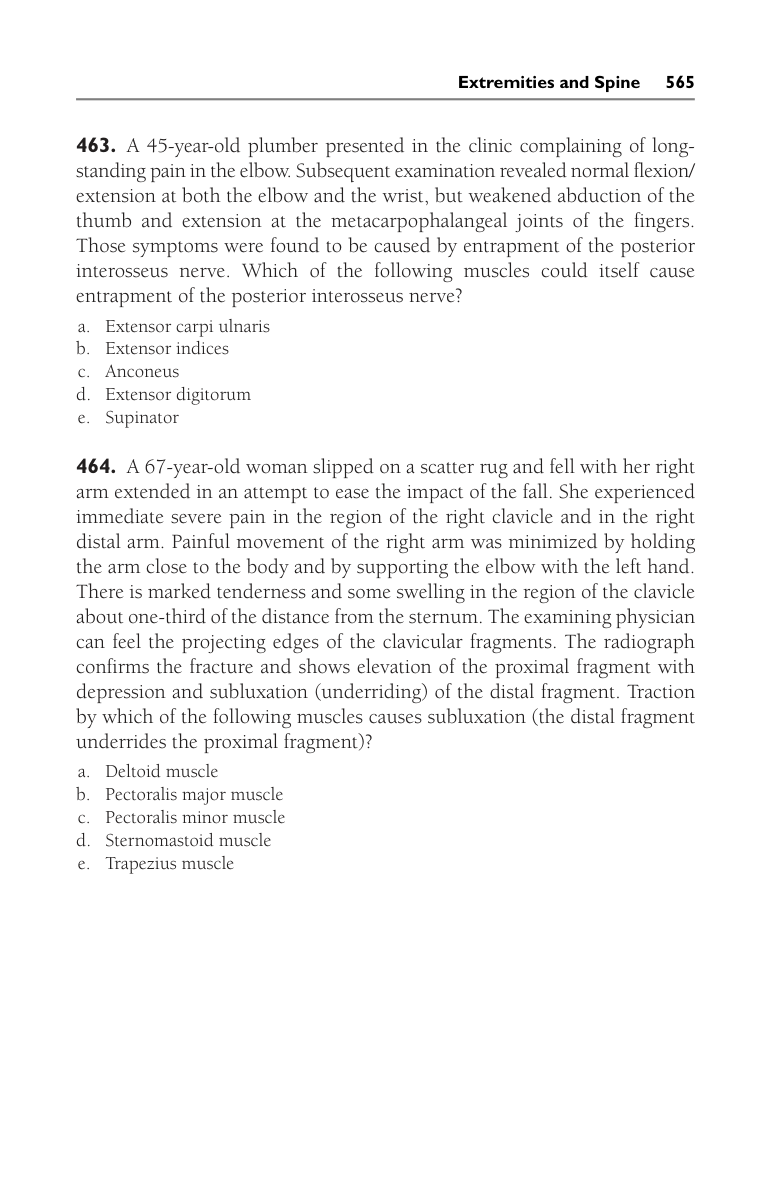 Extremities and Spine 565
463. A 45-year-old plumber presented in the clinic complaining of long-
standing pain in the elbow. Subsequent examination revealed normal flexion/
extension at both the elbow and the wrist, but weakened abduction of the
thumb and extension at the metacarpophalangeal joints of the fingers.
Those symptoms were found to be caused by entrapment of the posterior
interosseus nerve. Which of the following muscles could itself cause
entrapment of the posterior interosseus nerve?
a. Extensor carpi ulnaris
b. Extensor indices
c. Anconeus
d. Extensor digitorum
e. Supinator
464. A 67-year-old woman slipped on a scatter rug and fell with her right
arm extended in an attempt to ease the impact of the fall. She experienced
immediate severe pain in the region of the right clavicle and in the right
distal arm. Painful movement of the right arm was minimized by holding
the arm close to the body and by supporting the elbow with the left hand.
There is marked tenderness and some swelling in the region of the clavicle
about one-third of the distance from the sternum. The examining physician
can feel the projecting edges of the clavicular fragments. The radiograph
confirms the fracture and shows elevation of the proximal fragment with
depression and subluxation (underriding) of the distal fragment. Traction
by which of the following muscles causes subluxation (the distal fragment
underrides the proximal fragment)?
a. Deltoid muscle
b. Pectoralis major muscle
c. Pectoralis minor muscle
d. Sternomastoid muscle
e. Trapezius muscle